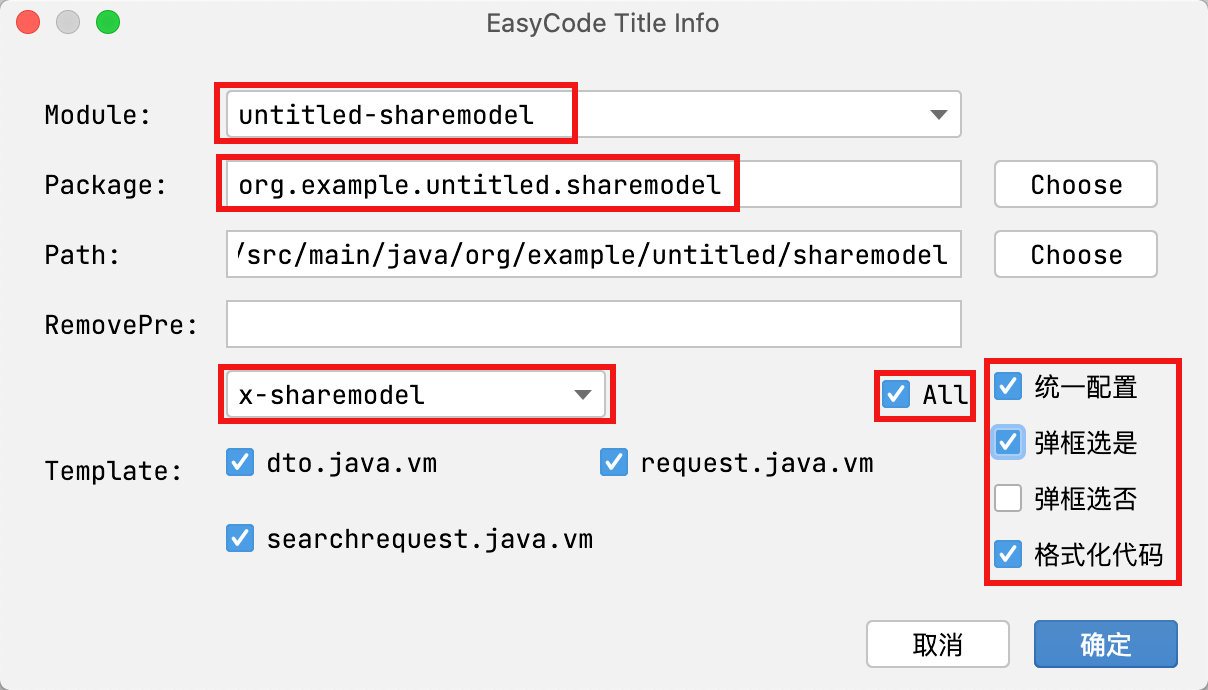 EasyCode Title Info
Module: untitled-sharemodel
Package: org.example.untitled.sharemodel Choose
Path: /src/main/java/org/example/untitled/sharemodel Choose
RemovePre:
x-sharemodel All 统一配置
弹框选是
Template: dto.java.vm request.java.vm
弹框选否
searchrequest.java.vm 格式化代码
取消 确定